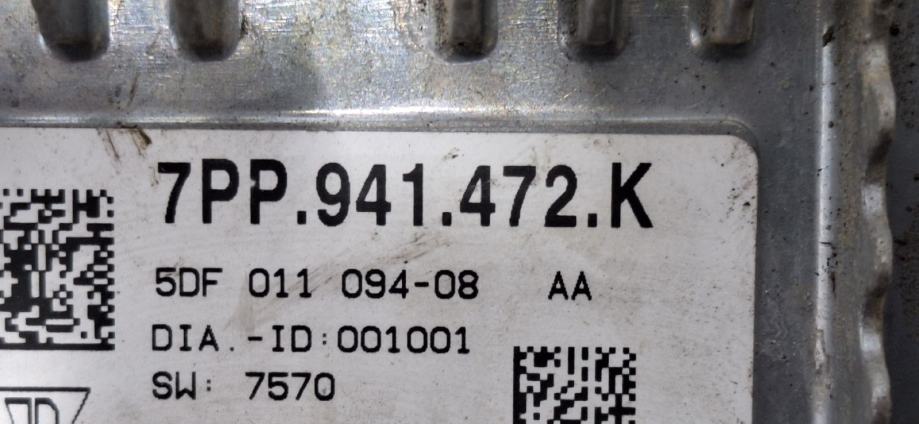 7PP.941.472.K
5DF 011 094-08 AA
DIA.-ID:001001
SW: 7570